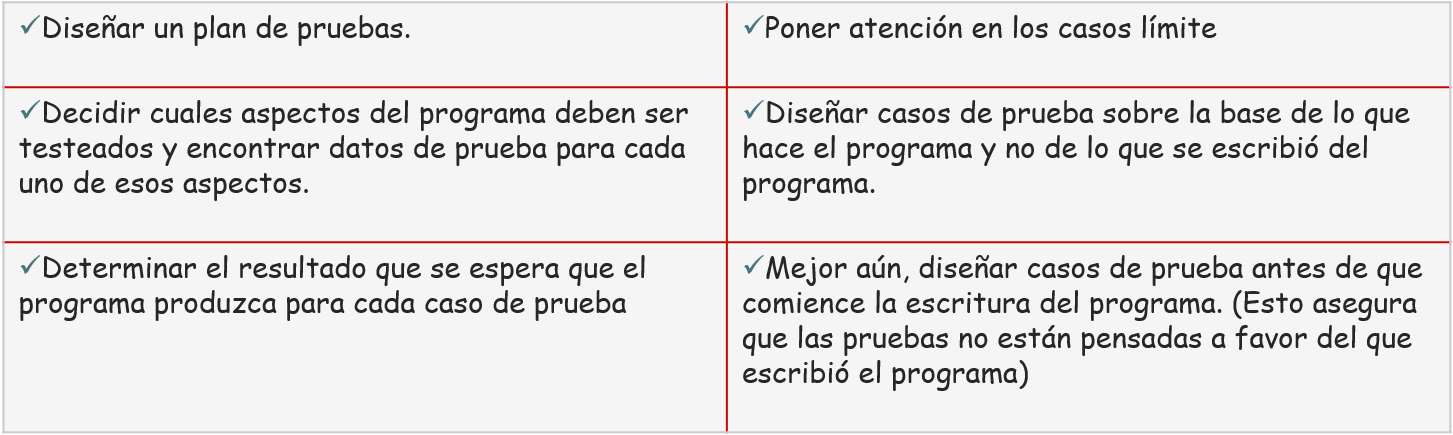 ✓Diseñar un plan de pruebas.
✓Poner atención en los casos límite
✓Decidir cuales aspectos del programa deben ser
testeados y encontrar datos de prueba para cada
uno de esos aspectos.
✓Diseñar casos de prueba sobre la base de lo que
hace el programa y no de lo que se escribió del
programa.
✓Determinar el resultado que se espera que el
programa produzca para cada caso de prueba
✓Mejor aún, diseñar casos de prueba antes de que
comience la escritura del programa. (Esto asegura
que las pruebas no están pensadas a favor del que
escribió el programa)